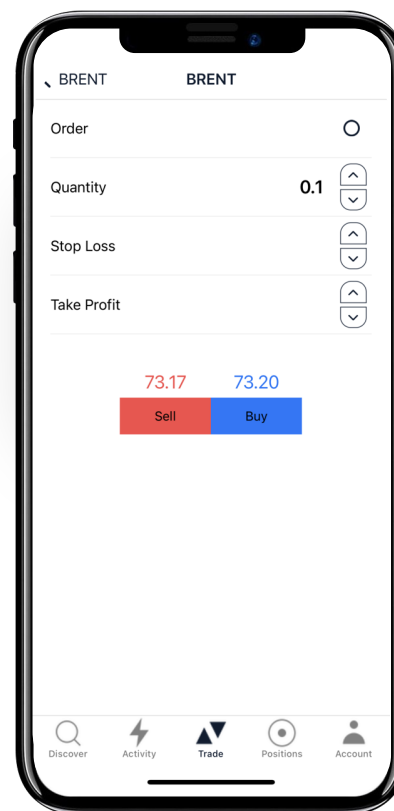 BRENT BRENT
Order
Quantity 0.1
Stop Loss
Take Profit
73.17 73.20
Sell Buy
Discover Activity Trade Positions Account